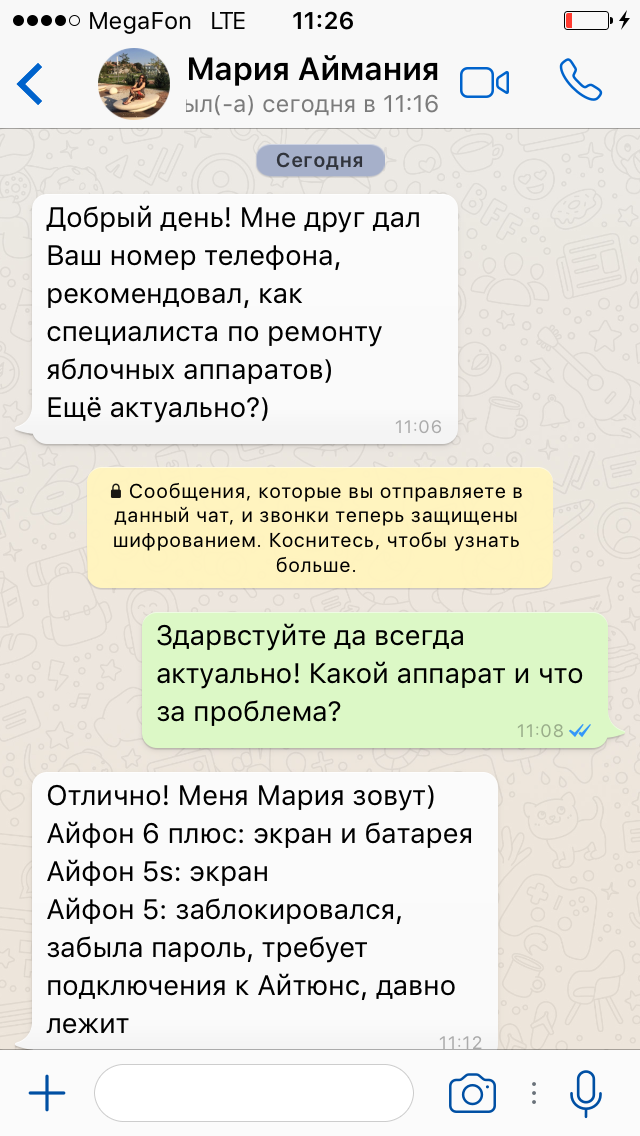 MegaFon LTE 11:26
Мария Аймания
ыл(-а) сегодня в 11:16
Сегодня
Добрый день! Мне друг дал
Ваш номер телефона,
рекомендовал, как
специалиста по ремонту
яблочных аппаратов)
Ещё актуально?)
11:06
Сообщения, которые вы отправляете в
данный чат, и звонки теперь защищены
шифрованием. Коснитесь, чтобы узнать
больше.
Здарвстуйте да всегда
актуально! Какой аппарат и что
за проблема?
11:08
Отлично! Меня Мария зовут)
Айфон 6 плюс: экран и батарея
Айфон 5s: экран
Айфон 5: заблокировался,
забыла пароль, требует
подключения к Айтюнс, давно
лежит
11:12